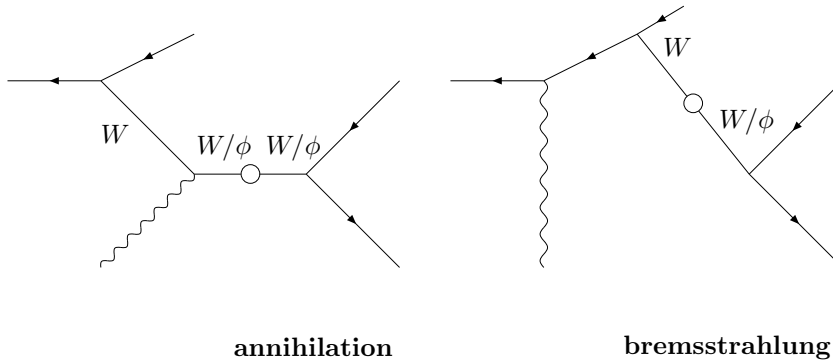 W
W
W/ϕ
W/ϕ
W/ϕ
annihilation
bremsstrahlung